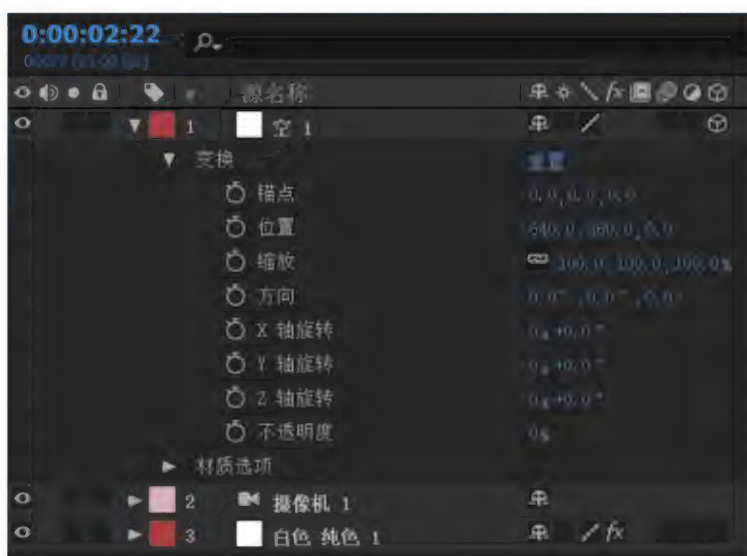 0:00:02:22
源名称
1 空 1
变换 重置
锚点 0.0,0.0,0.0
位置 640.0,360.0,0.0
缩放 100.0,100.0,100.0%
方向 0.0°,0.0°,0.0°
X 轴旋转 0x+0.0°
Y 轴旋转 0x+0.0°
Z 轴旋转 0x+0.0°
不透明度 0%
材质选项
2 摄像机 1
3 白色 纯色 1